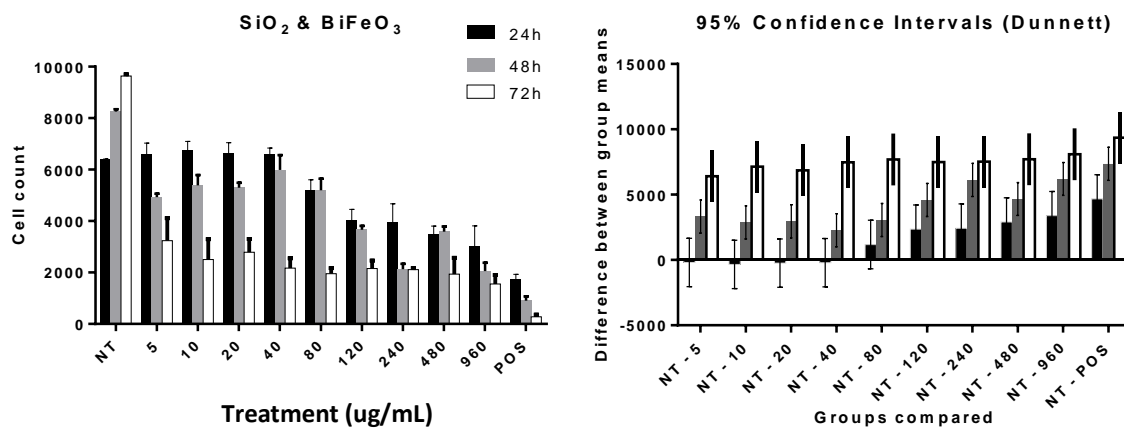 SiO2 & BiFeO3
24h
48h
72h
10000
8000
6000
4000
2000
0
Cell count
NT
5
10
20
40
80
120
240
480
960
POS
Treatment (ug/mL)
95% Confidence Intervals (Dunnett)
15000
10000
5000
0
-5000
Difference between group means
NT - 5
NT - 10
NT - 20
NT - 40
NT - 80
NT - 120
NT - 240
NT - 480
NT - 960
NT - POS
Groups compared